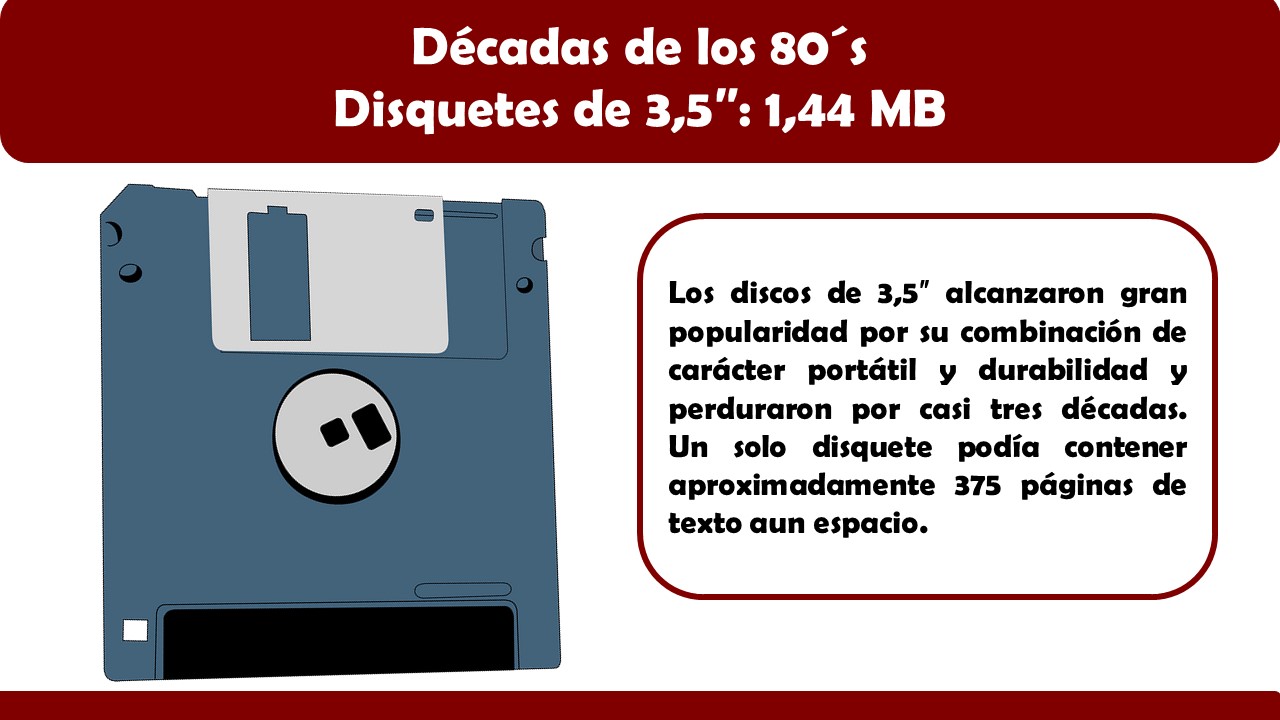 Décadas de los 80´s
Disquetes de 3,5″: 1,44 MB
Los discos de 3,5″ alcanzaron gran
popularidad por su combinación de
carácter portátil y durabilidad y
perduraron por casi tres décadas.
Un solo disquete podía contener
aproximadamente 375 páginas de
texto aun espacio.